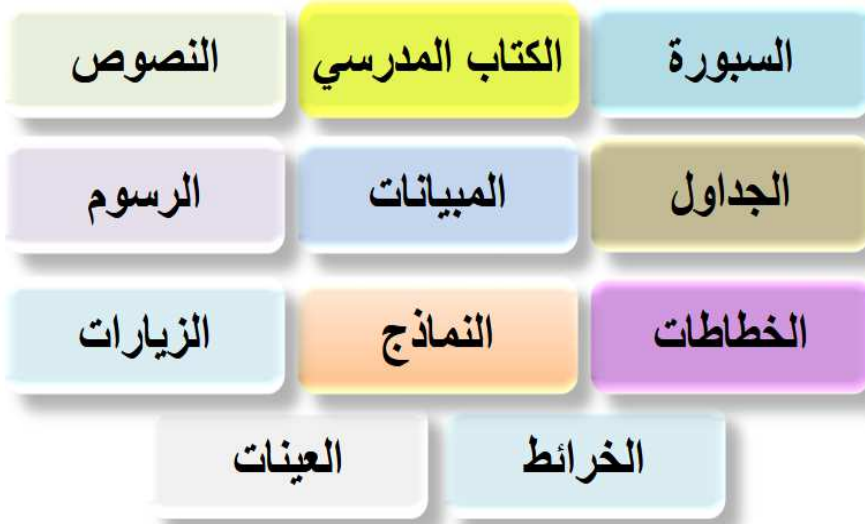 السبورة
الكتاب المدرسي
النصوص
الجداول
المبيانات
الرسوم
الخطاطات
النماذج
الزيارات
الخرائط
العينات